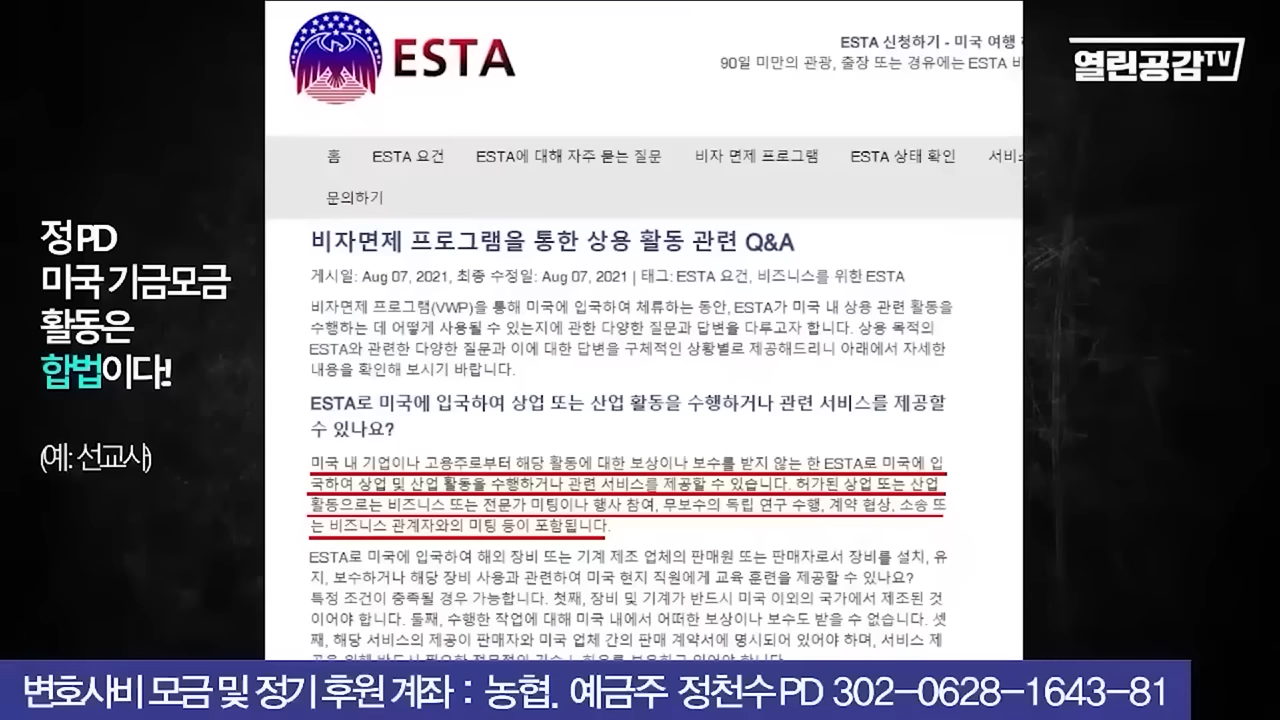 ESTA
ESTA 신청하기 - 미국 여행
90일 미만의 관광, 출장 또는 경유에는 ESTA
열린공감TV
홈 ESTA 요건 ESTA에 대해 자주 묻는 질문 비자 면제 프로그램 ESTA 상태 확인
문의하기
정PD
미국 기금모금
활동은
합법이다!
(예: 선교사)
비자면제 프로그램을 통한 상용 활동 관련 Q&A
게시일: Aug 07, 2021, 최종 수정일: Aug 07, 2021 | 태그: ESTA 요건, 비즈니스를 위한 ESTA
비자면제 프로그램(VWP)을 통해 미국에 입국하여 체류하는 동안, ESTA가 미국 내 상용 관련 활동을
수행하는 데 어떻게 사용될 수 있는지에 관한 다양한 질문과 답변을 다루고자 합니다. 상용 목적의
ESTA와 관련한 다양한 질문과 이에 대한 답변을 구체적인 상황별로 제공해드리니 아래에서 자세한
내용을 확인해 보시기 바랍니다.
ESTA로 미국에 입국하여 상업 또는 산업 활동을 수행하거나 관련 서비스를 제공할
수 있나요?
미국 내 기업이나 고용주로부터 해당 활동에 대한 보상이나 보수를 받지 않는 한 ESTA로 미국에 입
국하여 상업 및 산업 활동을 수행하거나 관련 서비스를 제공할 수 있습니다. 허가된 상업 또는 산업
활동으로는 비즈니스 또는 전문가 미팅이나 행사 참여, 무보수의 독립 연구 수행, 계약 협상, 소송 또
는 비즈니스 관계자와의 미팅 등이 포함됩니다.
ESTA로 미국에 입국하여 해외 장비 또는 기계 제조 업체의 판매원 또는 판매자로서 장비를 설치, 유
지, 보수하거나 해당 장비 사용과 관련하여 미국 현지 직원에게 교육 훈련을 제공할 수 있나요?
특정 조건이 충족될 경우 가능합니다. 첫째, 장비 및 기계가 반드시 미국 이외의 국가에서 제조된 것
이어야 합니다. 둘째, 수행한 작업에 대해 미국 내에서 어떠한 보상이나 보수도 받을 수 없습니다. 셋
째, 해당 서비스의 제공이 판매자와 미국 업체 간의 판매 계약서에 명시되어 있어야 하며, 서비스 제
변호사비 모금 및 정기 후원 계좌 : 농협. 예금주 정천수PD 302-0628-1643-81